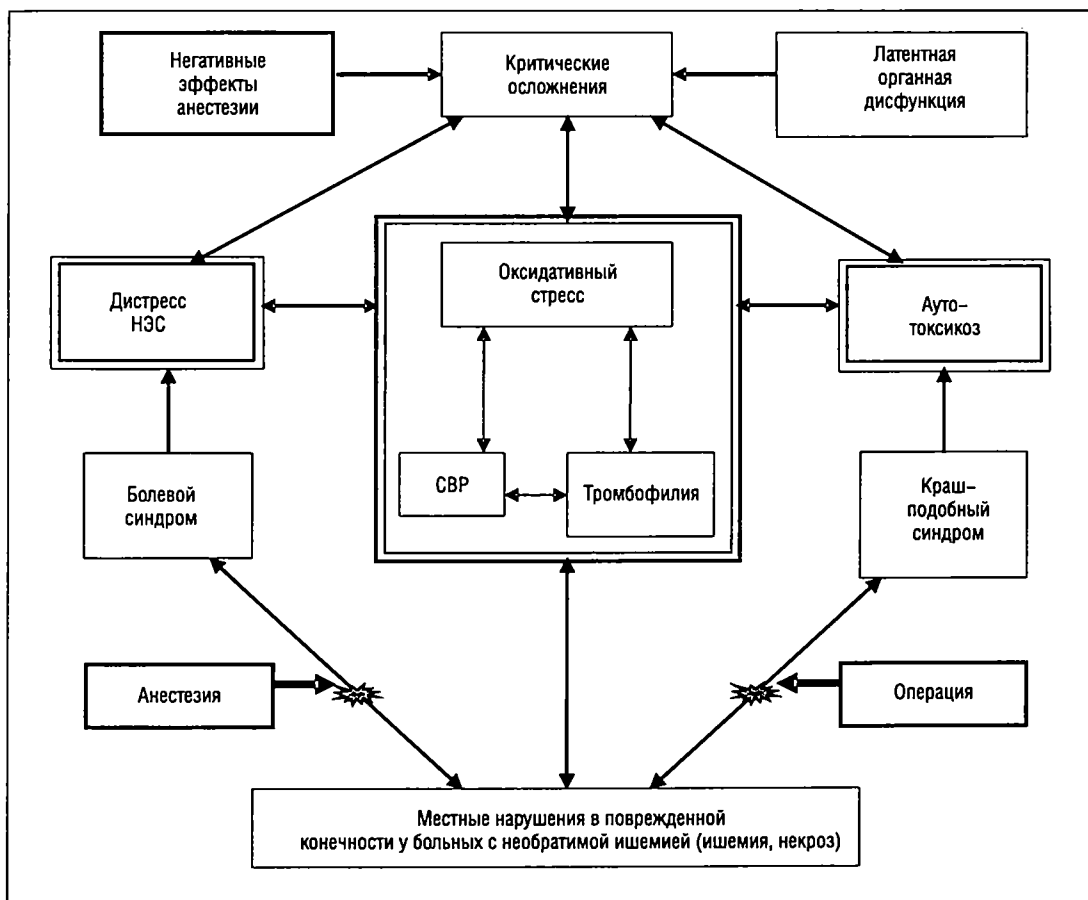 Негативные
эффекты
анестезии
Критические
осложнения
Латентная
органная
дисфункция
Оксидативный
стресс
Дистресс
НЭС
Ауто-
токсикоз
СВР
Тромбофилия
Болевой
синдром
Краш-
подобный
синдром
Анестезия
Операция
Местные нарушения в поврежденной
конечности у больных с необратимой ишемией (ишемия, некроз)